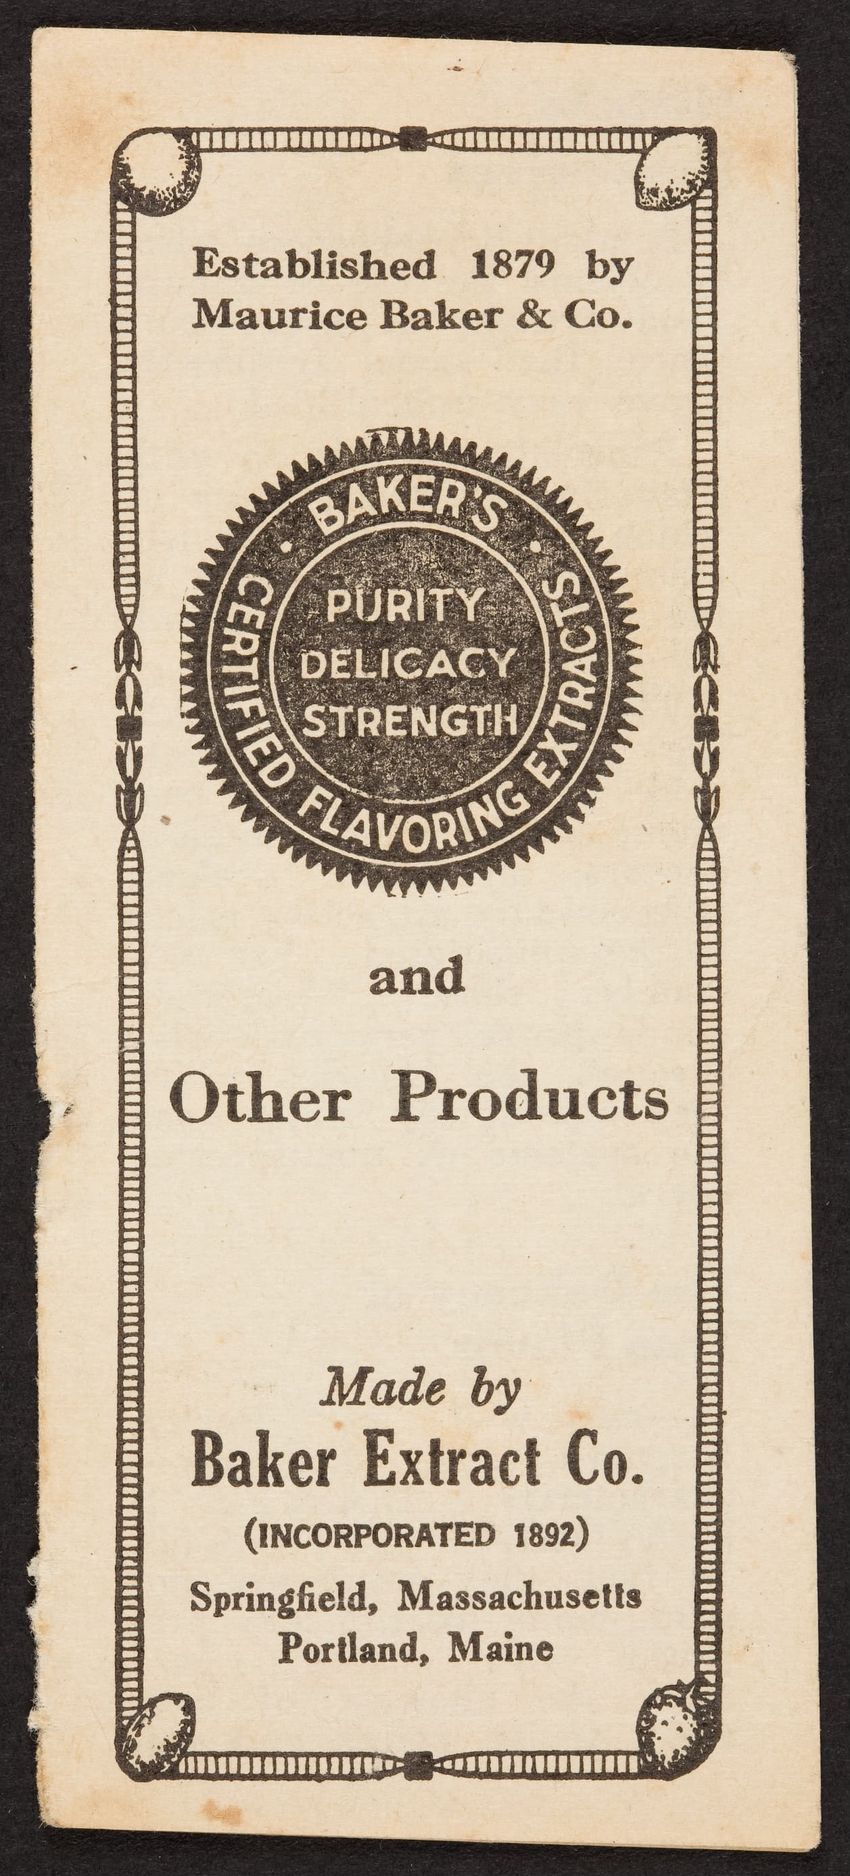 Established 1879 by
Maurice Baker & Co.
BAKER'S
CERTIFIED FLAVORING EXTRACTS
PURITY
DELICACY
STRENGTH
and
Other Products
Made by
Baker Extract Co.
(INCORPORATED 1892)
Springfield, Massachusetts
Portland, Maine